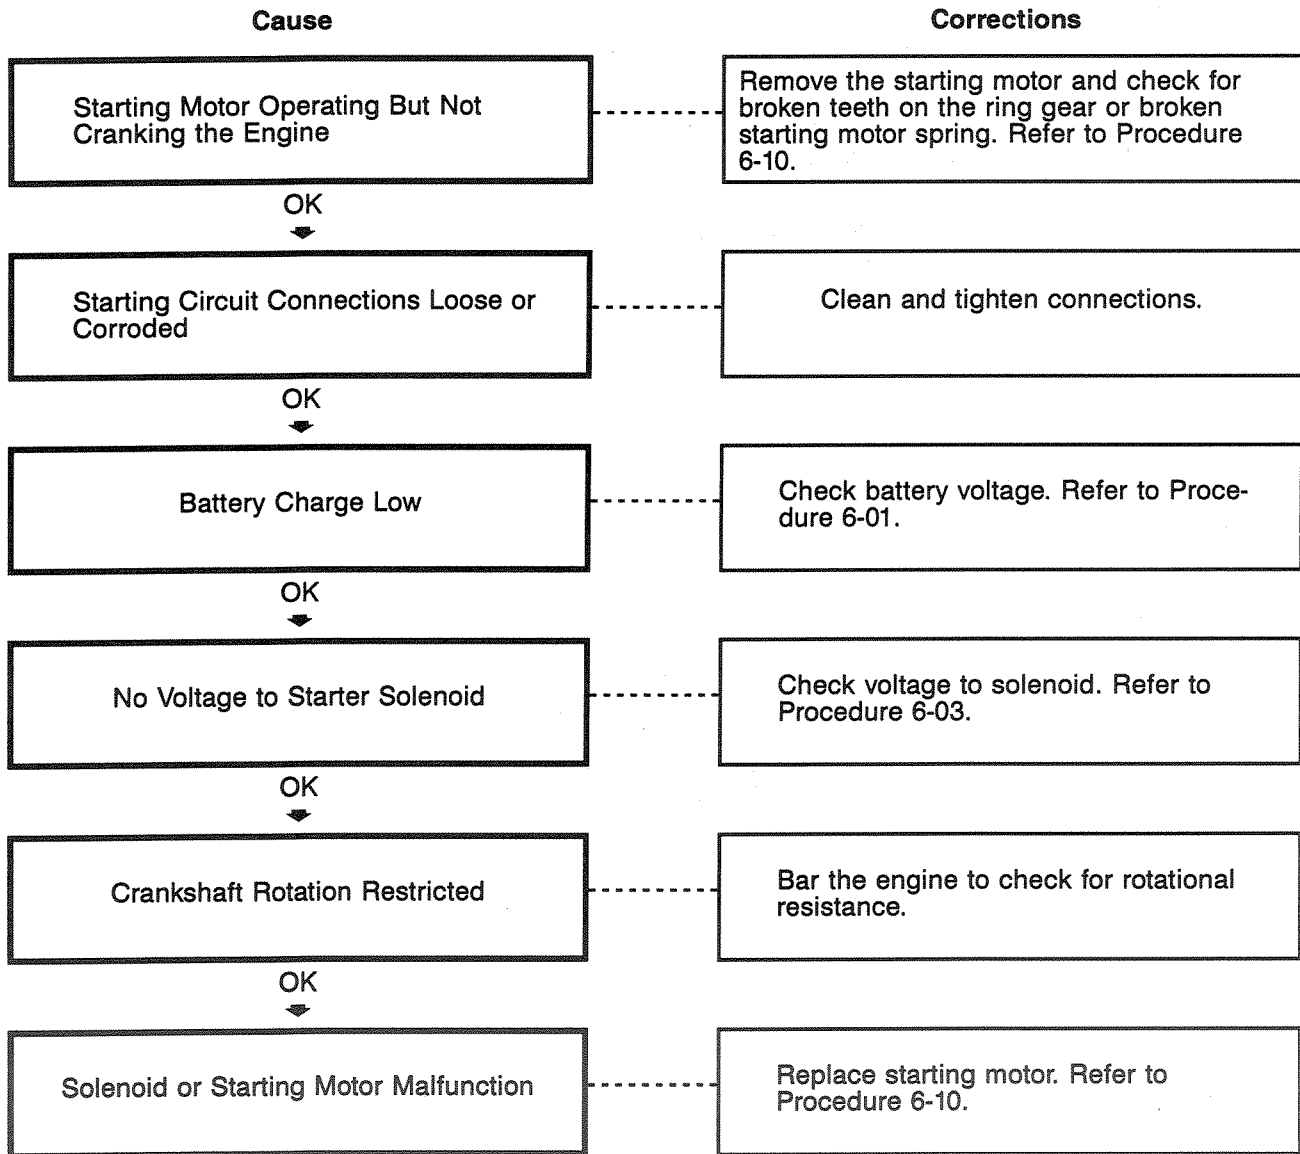 Cause
Corrections
Starting Motor Operating But Not
Cranking the Engine
Remove the starting motor and check for
broken teeth on the ring gear or broken
starting motor spring. Refer to Procedure
6-10.
OK
Starting Circuit Connections Loose or
Corroded
Clean and tighten connections.
OK
Battery Charge Low
Check battery voltage. Refer to Proce-
dure 6-01.
OK
No Voltage to Starter Solenoid
Check voltage to solenoid. Refer to
Procedure 6-03.
OK
Crankshaft Rotation Restricted
Bar the engine to check for rotational
resistance.
OK
Solenoid or Starting Motor Malfunction
Replace starting motor. Refer to
Procedure 6-10.